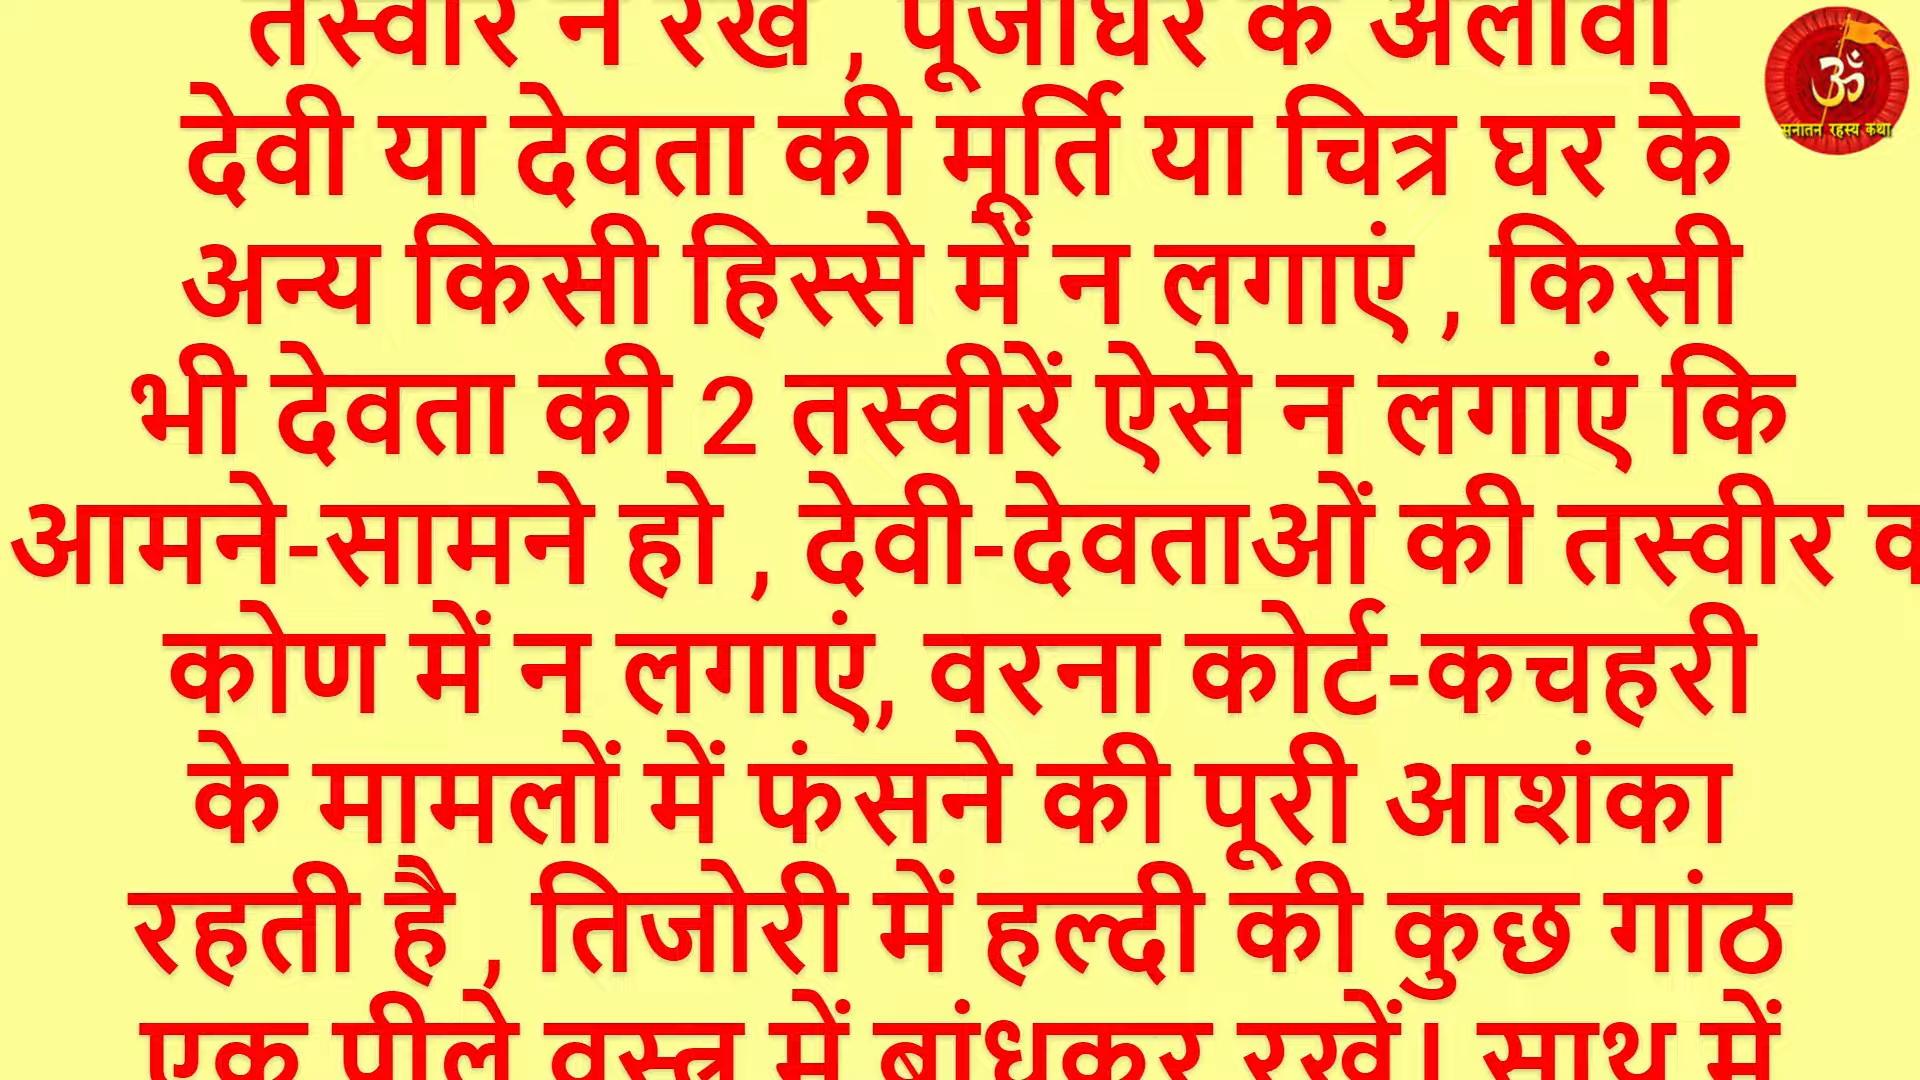 तस्वीर न रखें , पूजाघर के अलावा
देवी या देवता की मूर्ति या चित्र घर के
अन्य किसी हिस्से में न लगाएं , किसी
भी देवता की 2 तस्वीरें ऐसे न लगाएं कि
आमने-सामने हो , देवी-देवताओं की तस्वीर
कोण में न लगाएं, वरना कोर्ट-कचहरी
के मामलों में फंसने की पूरी आशंका
रहती है , तिजोरी में हल्दी की कुछ गांठ
एक पीले वस्त्र में बांधकर रखें। साथ में
ॐ
सनातन रहस्य कथा